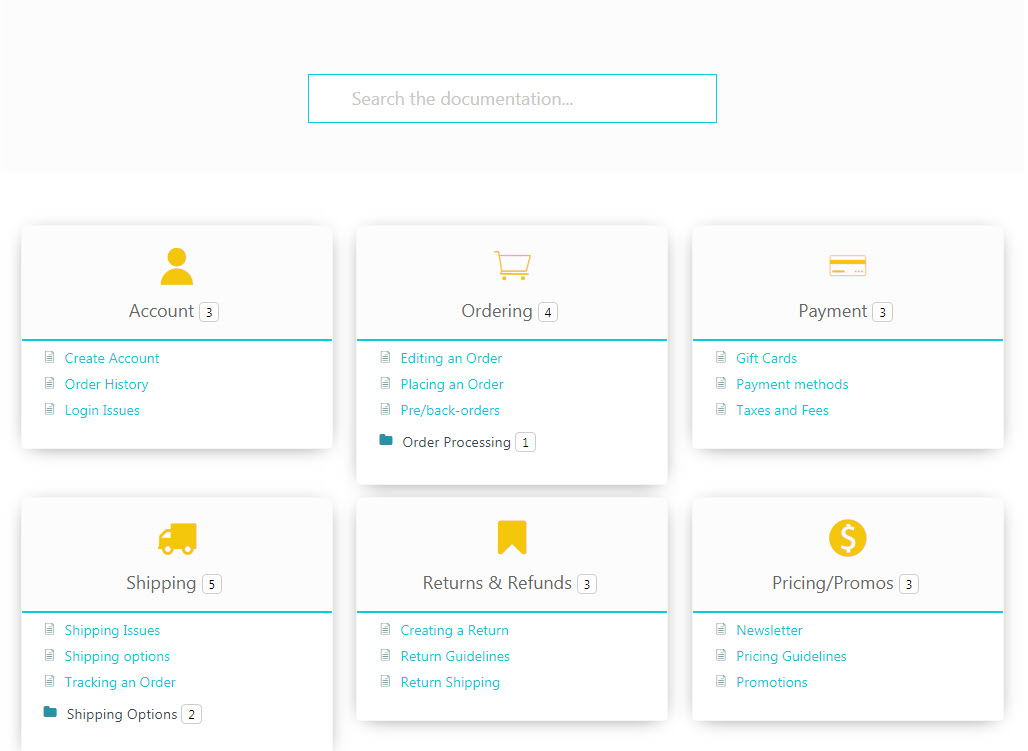 Search the documentation...
Account 3
Create Account
Order History
Login Issues
Ordering 4
Editing an Order
Placing an Order
Pre/back-orders
Order Processing 1
Payment 3
Gift Cards
Payment methods
Taxes and Fees
Shipping 5
Shipping Issues
Shipping options
Tracking an Order
Shipping Options 2
Returns & Refunds 3
Creating a Return
Return Guidelines
Return Shipping
Pricing/Promos 3
Newsletter
Pricing Guidelines
Promotions